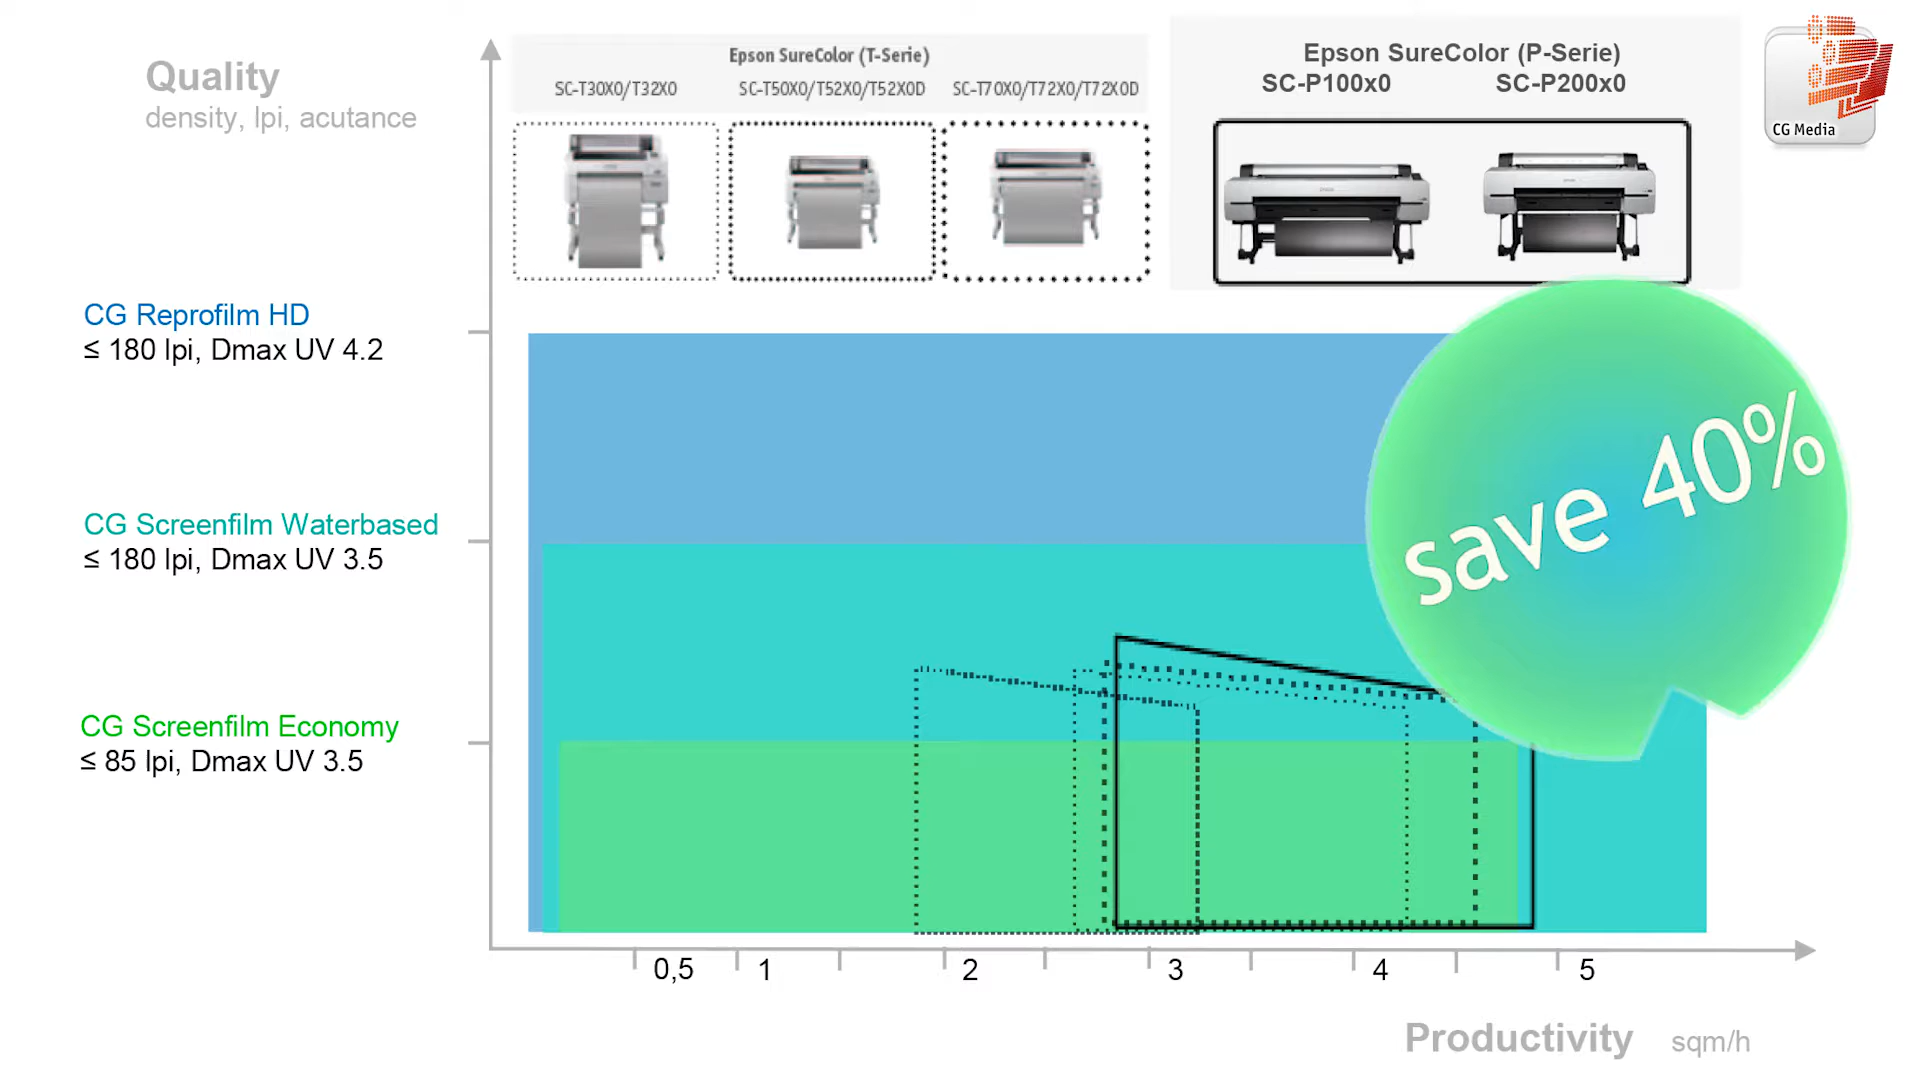 Quality
density, lpi, acutance
Epson SureColor (T-Serie)
SC-T30X0/T32X0
SC-T50X0/T52X0/T52X0D
SC-T70X0/T72X0/T72X0D
Epson SureColor (P-Serie)
SC-P100x0
SC-P200x0
CG Media
CG Reprofilm HD
≤ 180 lpi, Dmax UV 4.2
CG Screenfilm Waterbased
≤ 180 lpi, Dmax UV 3.5
CG Screenfilm Economy
≤ 85 lpi, Dmax UV 3.5
save 40%
0,5
1
2
3
4
5
Productivity sqm/h